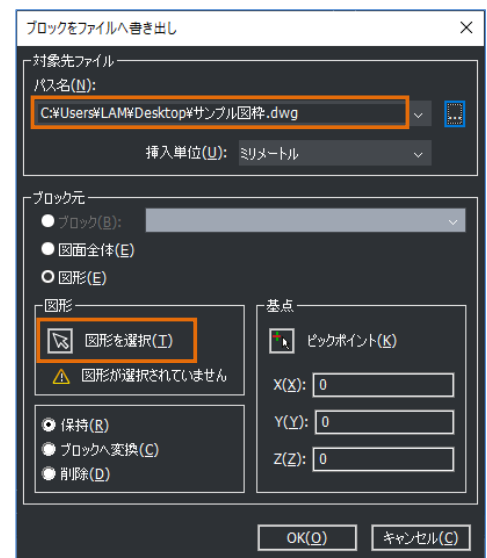 ブロックをファイルへ書き出し
対象先ファイル
パス名(N):
C:¥Users¥LAM¥Desktop¥サンプル図枠.dwg
...
挿入単位(U): ミリメートル
ブロック元
ブロック(B):
図面全体(E)
図形(E)
図形
図形を選択(T)
図形が選択されていません
保持(R)
ブロックへ変換(C)
削除(D)
基点
ピックポイント(K)
X(X): 0
Y(Y): 0
Z(Z): 0
OK(O) キャンセル(C)